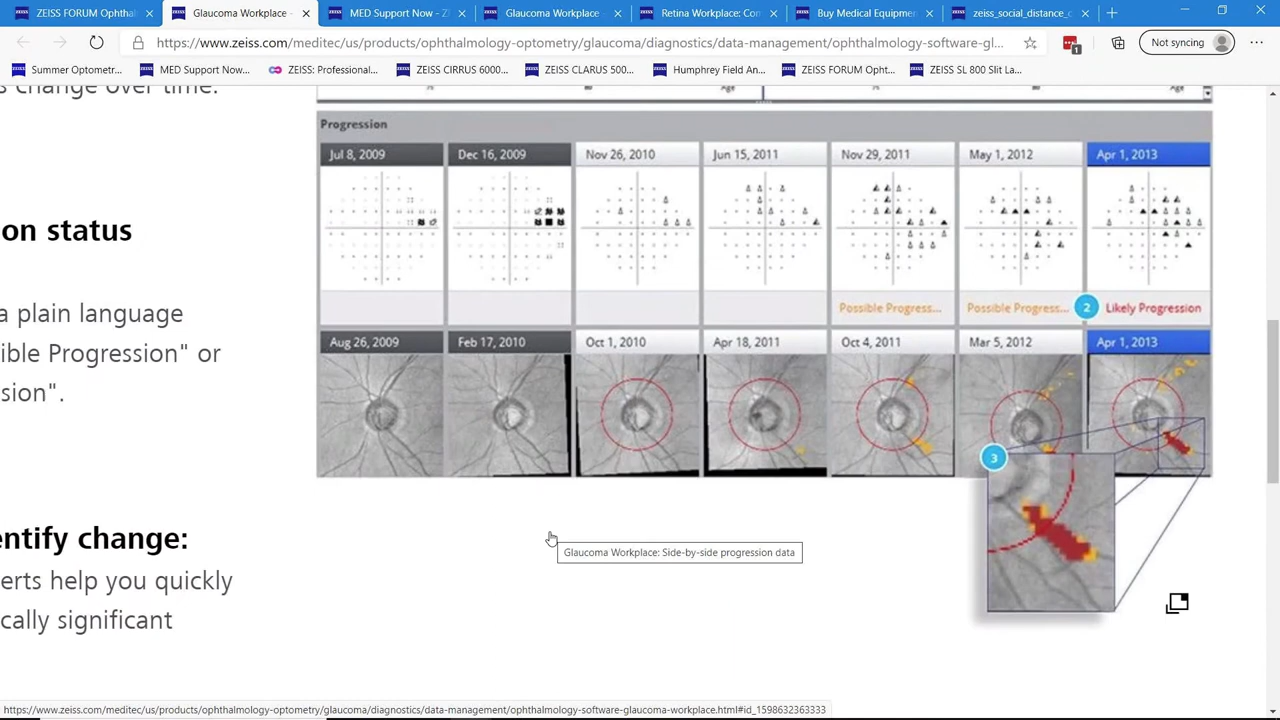 ZEISS FORUM Ophthal
Glaucoma Workplace -
MED Support Now - Z
Glaucoma Workplace
Retina Workplace: Com
Buy Medical Equipmen
zeiss_social_distance_c
https://www.zeiss.com/meditec/us/products/ophthalmology-optometry/glaucoma/diagnostics/data-management/ophthalmology-software-gl...
1
Not syncing
Summer Optometr...
MED Support Now...
ZEISS: Professional...
ZEISS CIRRUS 6000...
ZEISS CLARUS 500...
Humphrey Field An...
ZEISS FORUM Opht...
ZEISS SL 800 Slit La...
s change over time.
Age
Age
Progression
Jul 8, 2009
Dec 16, 2009
Nov 26, 2010
Jun 15, 2011
Nov 29, 2011
May 1, 2012
Apr 1, 2013
on status
a plain language
ible Progression" or
sion".
Possible Progress...
Possible Progress...
2
Likely Progression
Aug 26, 2009
Feb 17, 2010
Oct 1, 2010
Apr 18, 2011
Oct 4, 2011
Mar 5, 2012
Apr 1, 2013
3
entify change:
erts help you quickly
cally significant
Glaucoma Workplace: Side-by-side progression data
https://www.zeiss.com/meditec/us/products/ophthalmology-optometry/glaucoma/diagnostics/data-management/ophthalmology-software-glaucoma-workplace.html#id_1598632363333